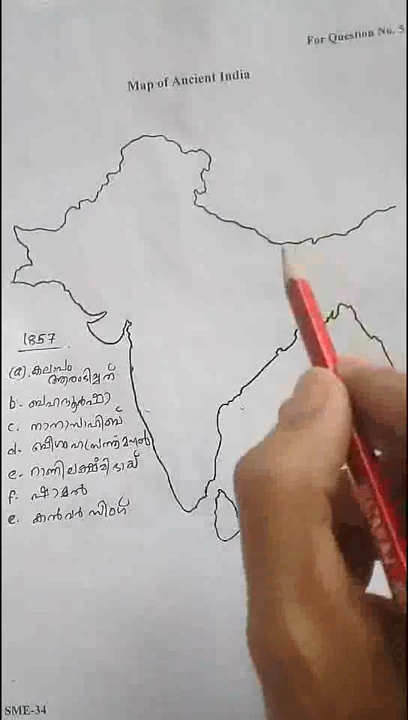 For Question No. 5
Map of Ancient India
1857
(a). കലാപം
ആരംഭിച്ചത്
b. ബഹദൂർഷാ
c. നാനാസാഹിബ്
d. ബീഗം ഹസ്രത്ത് മഹൽ
e. റാണി ലക്ഷ്മി ഭായ്
f. ഷാമൽ
e. കൻവർ സിംഗ്
SME-34